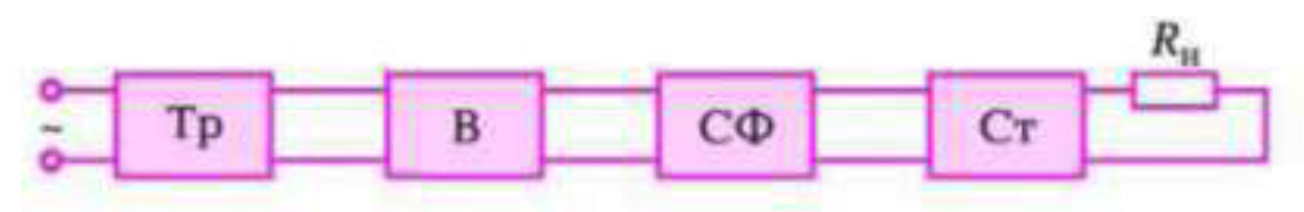 Rн
~ Тр В СФ Ст